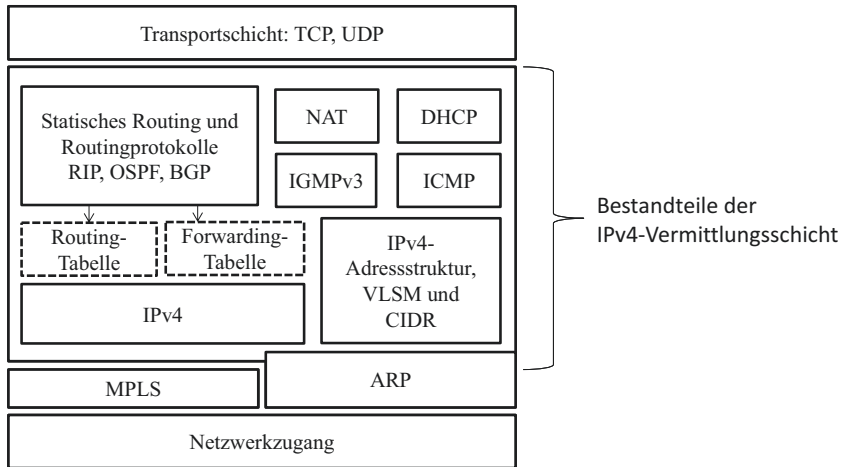 Transportschicht: TCP, UDP
Statisches Routing und
Routingprotokolle
RIP, OSPF, BGP
NAT
DHCP
IGMPv3
ICMP
Routing-
Tabelle
Forwarding-
Tabelle
IPv4-
Adressstruktur,
VLSM und
CIDR
IPv4
Bestandteile der
IPv4-Vermittlungsschicht
MPLS
ARP
Netzwerkzugang